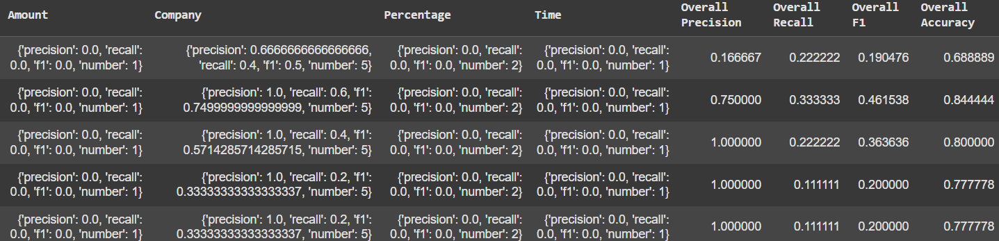 Amount Company Percentage Time Overall Precision Overall Recall Overall F1 Overall Accuracy
{'precision': 0.0, 'recall': 0.0, 'f1': 0.0, 'number': 1} {'precision': 0.6666666666666666, 'recall': 0.4, 'f1': 0.5, 'number': 5} {'precision': 0.0, 'recall': 0.0, 'f1': 0.0, 'number': 2} {'precision': 0.0, 'recall': 0.0, 'f1': 0.0, 'number': 1} 0.166667 0.222222 0.190476 0.688889
{'precision': 0.0, 'recall': 0.0, 'f1': 0.0, 'number': 1} {'precision': 1.0, 'recall': 0.6, 'f1': 0.7499999999999999, 'number': 5} {'precision': 0.0, 'recall': 0.0, 'f1': 0.0, 'number': 2} {'precision': 0.0, 'recall': 0.0, 'f1': 0.0, 'number': 1} 0.750000 0.333333 0.461538 0.844444
{'precision': 0.0, 'recall': 0.0, 'f1': 0.0, 'number': 1} {'precision': 1.0, 'recall': 0.4, 'f1': 0.5714285714285715, 'number': 5} {'precision': 0.0, 'recall': 0.0, 'f1': 0.0, 'number': 2} {'precision': 0.0, 'recall': 0.0, 'f1': 0.0, 'number': 1} 1.000000 0.222222 0.363636 0.800000
{'precision': 0.0, 'recall': 0.0, 'f1': 0.0, 'number': 1} {'precision': 1.0, 'recall': 0.2, 'f1': 0.33333333333333337, 'number': 5} {'precision': 0.0, 'recall': 0.0, 'f1': 0.0, 'number': 2} {'precision': 0.0, 'recall': 0.0, 'f1': 0.0, 'number': 1} 1.000000 0.111111 0.200000 0.777778
{'precision': 0.0, 'recall': 0.0, 'f1': 0.0, 'number': 1} {'precision': 1.0, 'recall': 0.2, 'f1': 0.33333333333333337, 'number': 5} {'precision': 0.0, 'recall': 0.0, 'f1': 0.0, 'number': 2} {'precision': 0.0, 'recall': 0.0, 'f1': 0.0, 'number': 1} 1.000000 0.111111 0.200000 0.777778